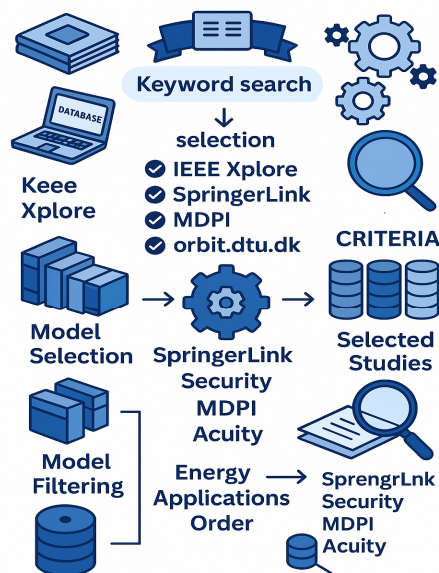 Keyword search
selection
IEEE Xplore
SpringerLink
MDPI
orbit.dtu.dk
DATABASE
Keee
Xplore
CRITERIA
Model
Selection
SpringerLink
Security
MDPI
Acuity
Selected
Studies
Model
Filtering
Energy
Applications
Order
SprengrLnk
Security
MDPI
Acuity